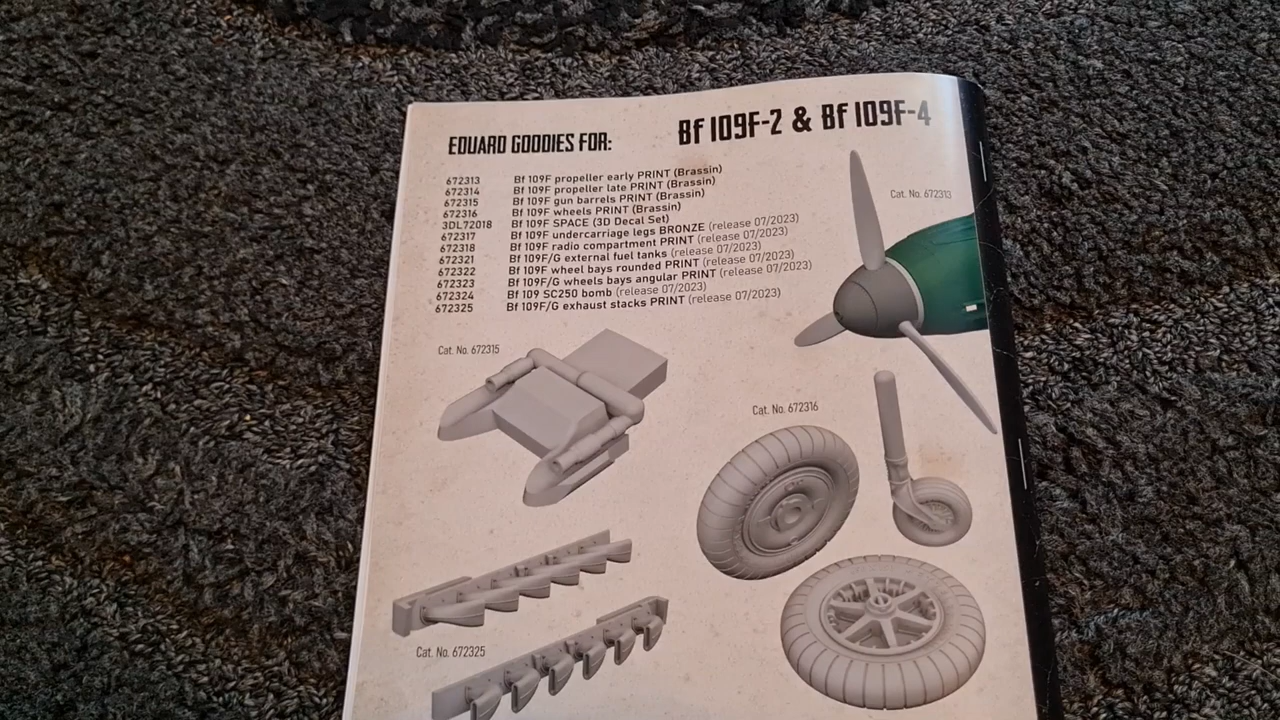 EDUARD GOODIES FOR:
Bf 109F-2 & Bf 109F-4
672313 Bf 109F propeller early PRINT (Brassin)
672314 Bf 109F propeller late PRINT (Brassin)
672315 Bf 109F gun barrels PRINT (Brassin)
672316 Bf 109F wheels PRINT (Brassin)
3DL72018 Bf 109F SPACE (3D Decal Set)
672317 Bf 109F undercarriage legs BRONZE (release 07/2023)
672318 Bf 109F radio compartment PRINT (release 07/2023)
672321 Bf 109F/G external fuel tanks (release 07/2023)
672322 Bf 109F wheel bays rounded PRINT (release 07/2023)
672323 Bf 109F/G wheels bays angular PRINT (release 07/2023)
672324 Bf 109 SC250 bomb (release 07/2023)
672325 Bf 109F/G exhaust stacks PRINT (release 07/2023)
Cat. No. 672313
Cat. No. 672315
Cat. No. 672316
Cat. No. 672325